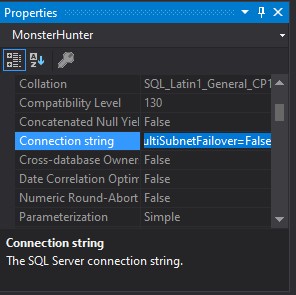 Properties
MonsterHunter
Collation SQL_Latin1_General_CP1
Compatibility Level 130
Concatenated Null Yiel False
Connection string ultiSubnetFailover=False
Cross-database Owner False
Date Correlation Optim False
Numeric Round-Abort False
Parameterization Simple
Connection string
The SQL Server connection string.